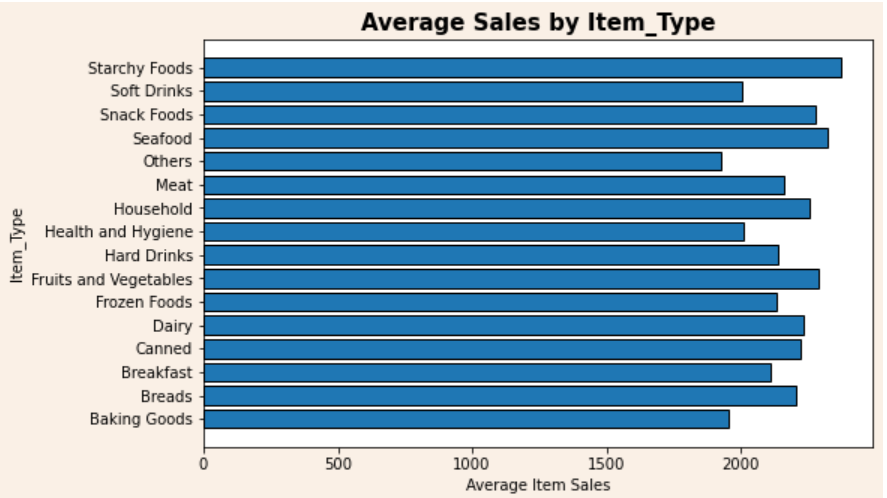 Average Sales by Item_Type
Item_Type
Starchy Foods
Soft Drinks
Snack Foods
Seafood
Others
Meat
Household
Health and Hygiene
Hard Drinks
Fruits and Vegetables
Frozen Foods
Dairy
Canned
Breakfast
Breads
Baking Goods
0 500 1000 1500 2000
Average Item Sales